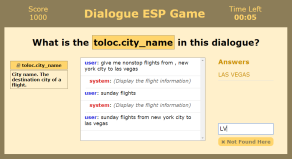 Score
1000
Dialogue ESP Game
Time Left
00:05
What is the toloc.city_name in this dialogue?
toloc.city_name
City name. The destination city of a flight.
user: give me nonstop flights from , new york city to las vegas
system: (Display the flight information)
user: sunday flights
system: (Display the flight information)
user: sunday flights from new york city to las vegas
Answers
LAS VEGAS
LV
× Not Found Here